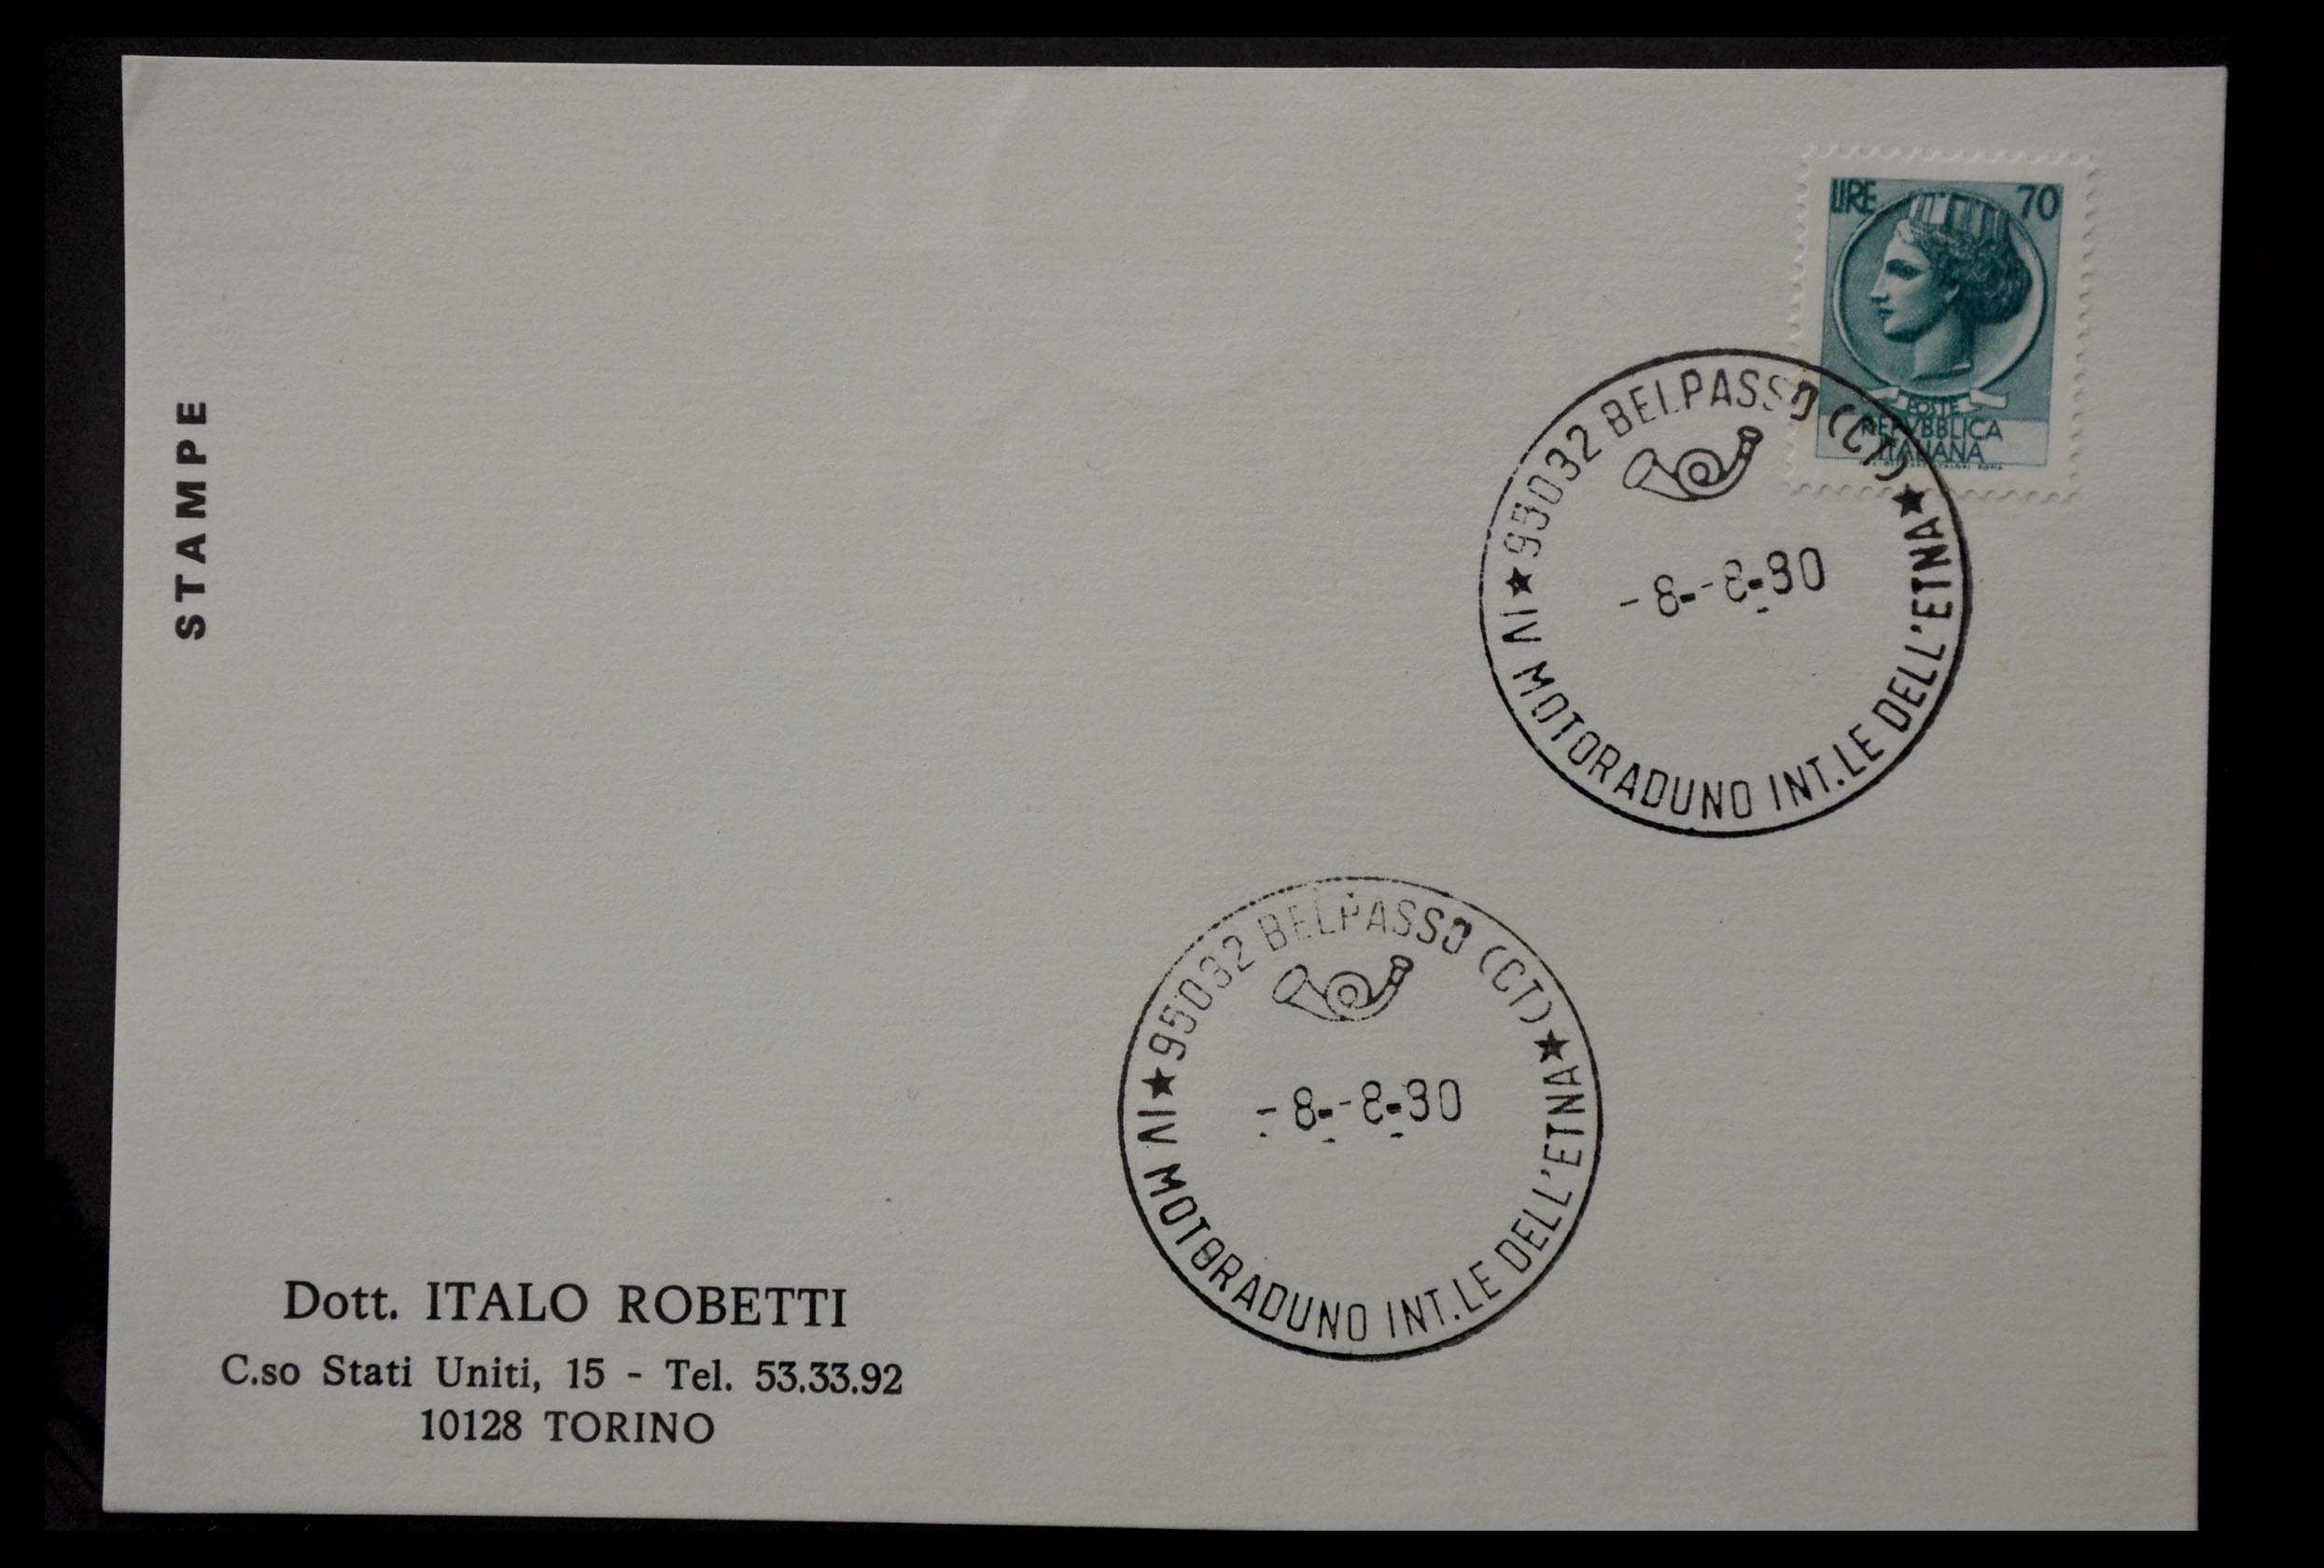 STAMPE
LIRE 70
POSTE
REPVBBLICA
ITALIANA
★ 95032 BELPASSO (CT) ★
-8.-8-80
IV MOTORADUNO INT.LE DELL'ETNA
★ 95032 BELPASSO (CT) ★
-8.-8-80
IV MOTORADUNO INT.LE DELL'ETNA
Dott. ITALO ROBETTI
C.so Stati Uniti, 15 - Tel. 53.33.92
10128 TORINO